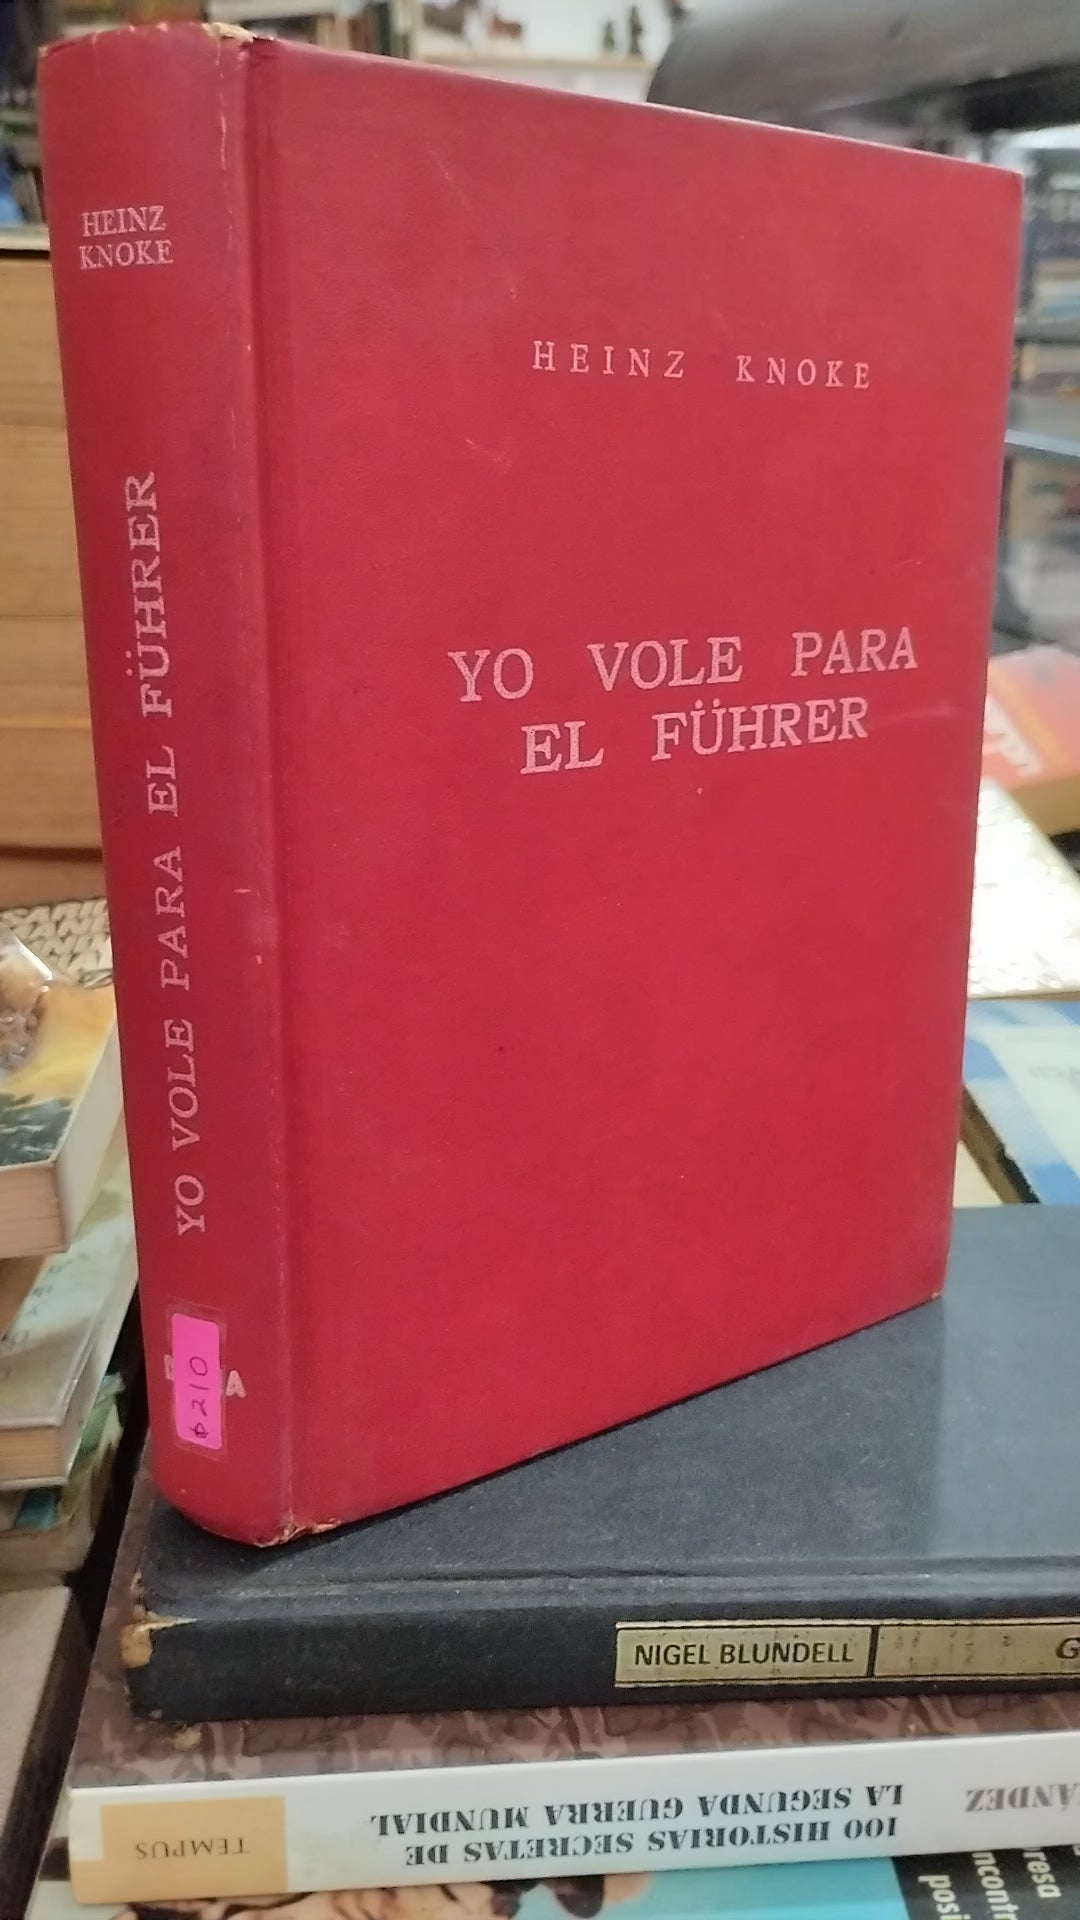 HEINZ
KNOKE
YO VOLE PARA EL FÜHRER
$210
HEINZ KNOKE
YO VOLE PARA
EL FÜHRER
NIGEL BLUNDELL
100 HISTORIAS SECRETAS DE
LA SEGUNDA GUERRA MUNDIAL
TEMPUS